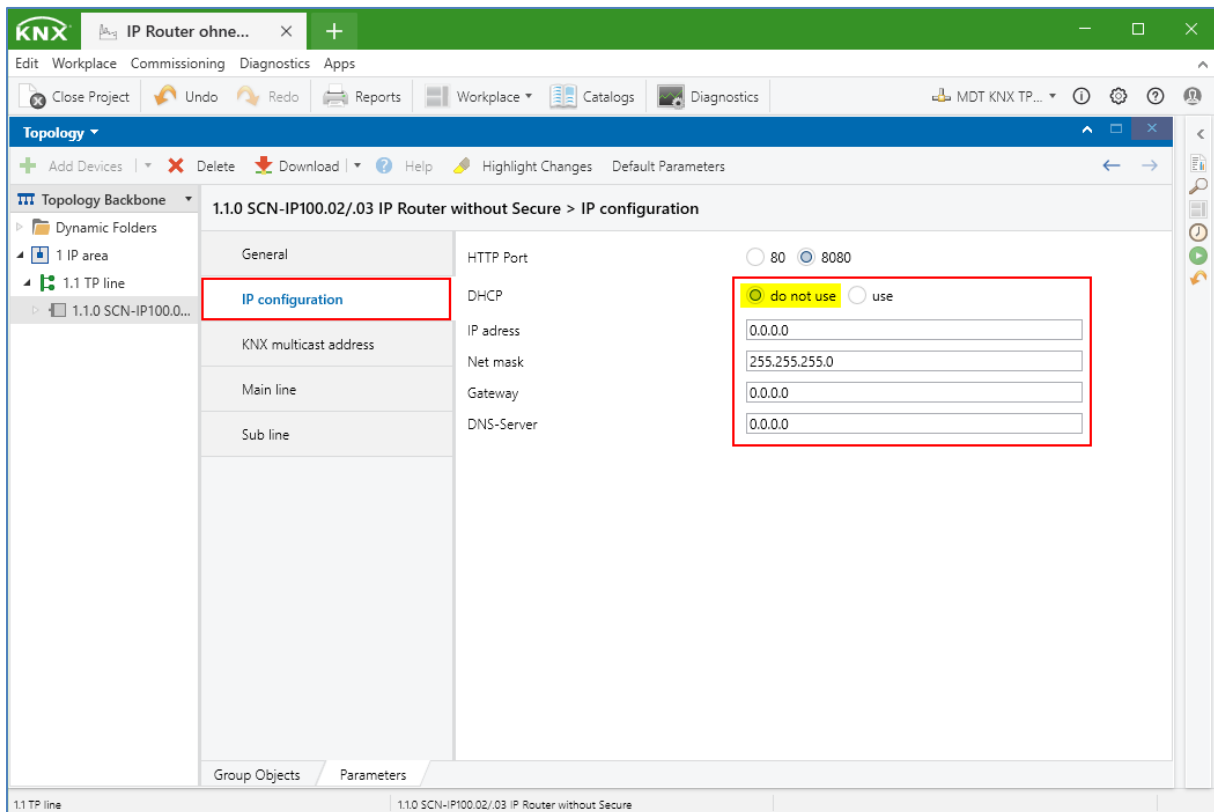 KNX IP Router ohne...
Edit Workplace Commissioning Diagnostics Apps
Close Project Undo Redo Reports Workplace Catalogs Diagnostics MDT KNX TP...
Topology
Add Devices Delete Download Help Highlight Changes Default Parameters
Topology Backbone
Dynamic Folders
1 IP area
1.1 TP line
1.1.0 SCN-IP100.0...
1.1.0 SCN-IP100.02/.03 IP Router without Secure > IP configuration
General
IP configuration
KNX multicast address
Main line
Sub line
HTTP Port 80 8080
DHCP do not use use
IP adress 0.0.0.0
Net mask 255.255.255.0
Gateway 0.0.0.0
DNS-Server 0.0.0.0
Group Objects Parameters
1.1 TP line 1.1.0 SCN-IP100.02/.03 IP Router without Secure